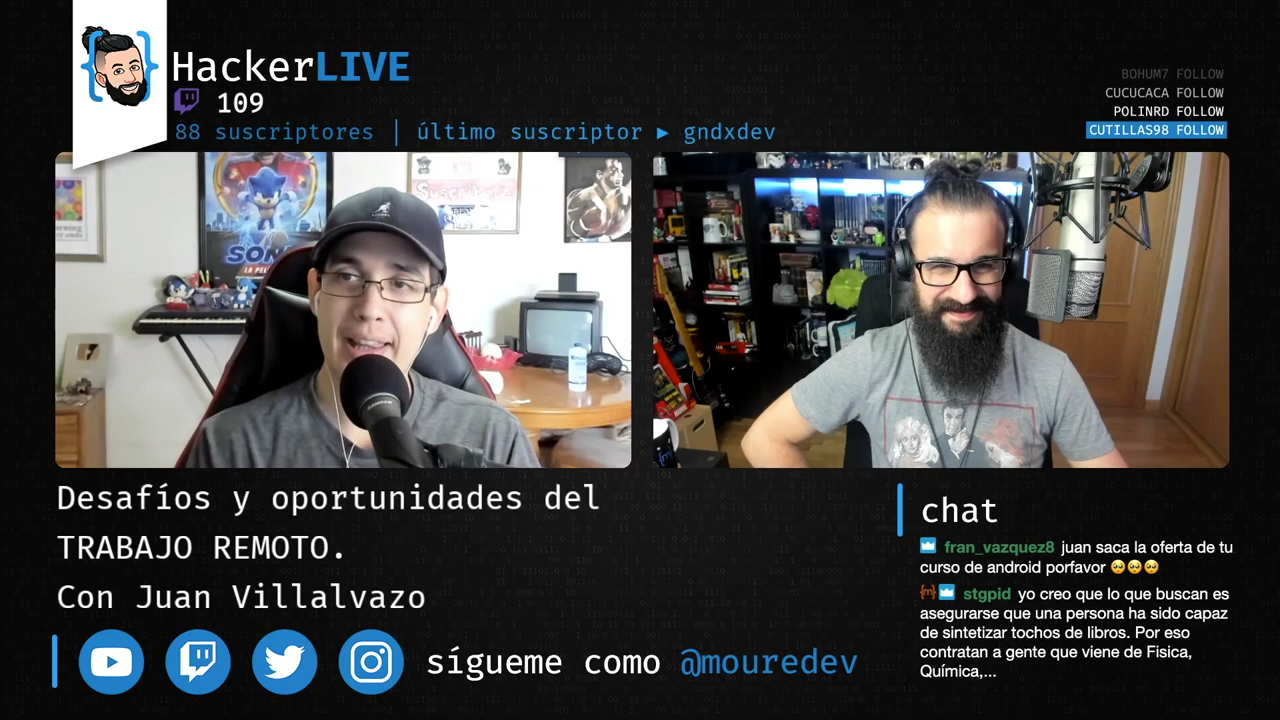 HackerLIVE
109
88 suscriptores | último suscriptor ▶ gndxdev
BOHUM7 FOLLOW
CUCUCACA FOLLOW
POLINRD FOLLOW
CUTILLAS98 FOLLOW
SON
LA PEL
Desafíos y oportunidades del
TRABAJO REMOTO.
Con Juan Villalvazo
sígueme como @mouredev
chat
fran_vazquez8 juan saca la oferta de tu
curso de android porfavor 🥺🥺🥺
{m} stgpid yo creo que lo que buscan es
asegurarse que una persona ha sido capaz
de sintetizar tochos de libros. Por eso
contratan a gente que viene de Fisica,
Química,...